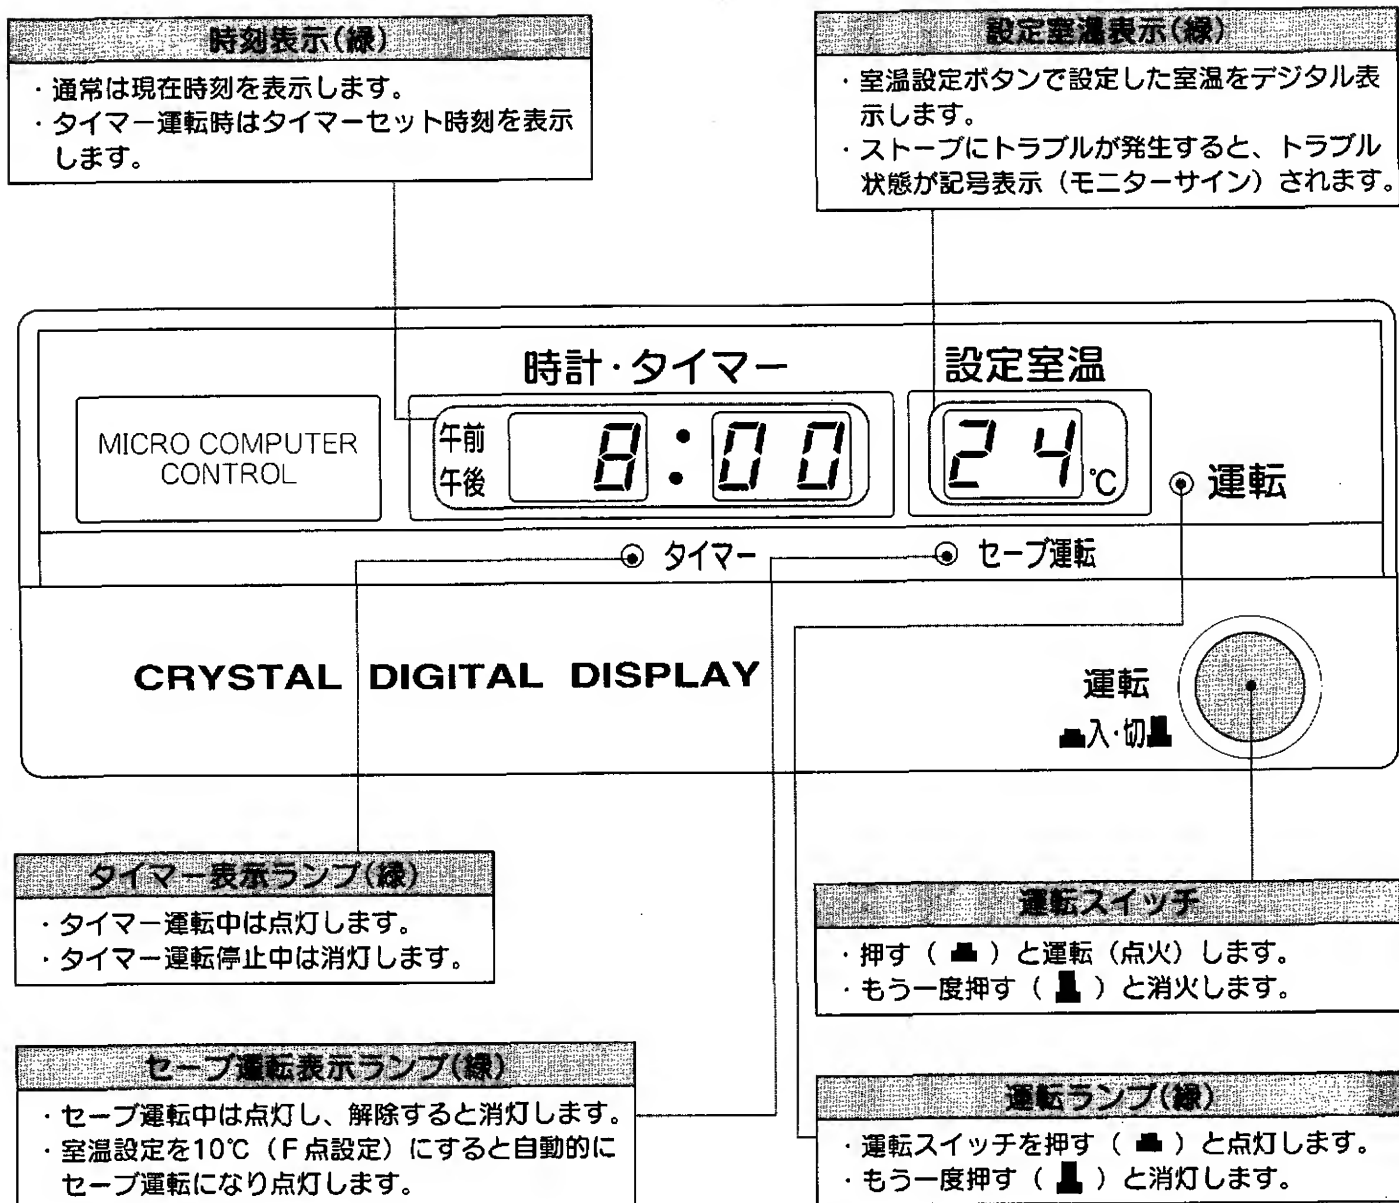 時刻表示(緑)
・通常は現在時刻を表示します。
・タイマー運転時はタイマーセット時刻を表示
します。
設定室温表示(緑)
・室温設定ボタンで設定した室温をデジタル表
示します。
・ストーブにトラブルが発生すると、トラブル
状態が記号表示(モニターサイン)されます。
時計・タイマー
設定室温
MICRO COMPUTER
CONTROL
午前
午後
8:00
24℃
運転
タイマー
セーブ運転
CRYSTAL DIGITAL DISPLAY
運転
入・切
タイマー表示ランプ(緑)
・タイマー運転中は点灯します。
・タイマー運転停止中は消灯します。
運転スイッチ
・押す( )と運転(点火)します。
・もう一度押す( )と消火します。
セーブ運転表示ランプ(緑)
・セーブ運転中は点灯し、解除すると消灯します。
・室温設定を10℃(F点設定)にすると自動的に
セーブ運転になり点灯します。
運転ランプ(緑)
・運転スイッチを押す( )と点灯します。
・もう一度押す( )と消灯します。